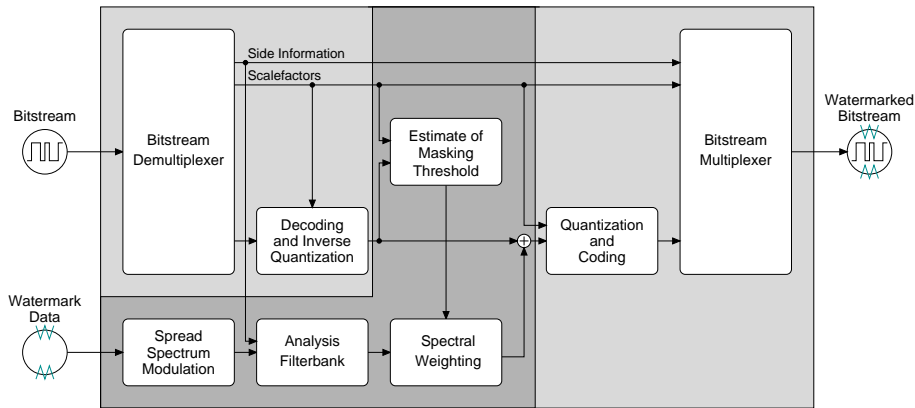 Side Information
Scalefactors
Bitstream
Bitstream
Demultiplexer
Estimate of
Masking
Threshold
Bitstream
Multiplexer
Watermarked
Bitstream
Decoding
and Inverse
Quantization
Quantization
and
Coding
Watermark
Data
Spread
Spectrum
Modulation
Analysis
Filterbank
Spectral
Weighting